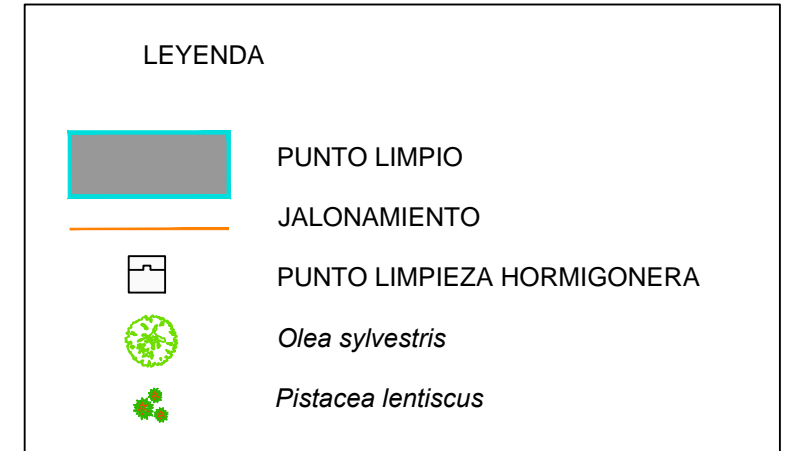 LEYENDA
PUNTO LIMPIO
JALONAMIENTO
PUNTO LIMPIEZA HORMIGONERA
Olea sylvestris
Pistacea lentiscus